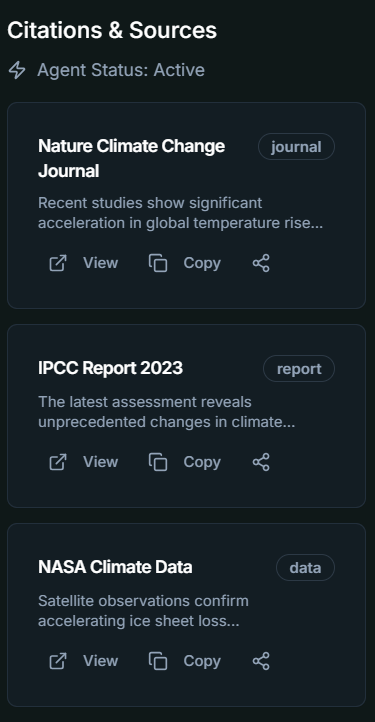 Citations & Sources
Agent Status: Active
Nature Climate Change
Journal
journal
Recent studies show significant
acceleration in global temperature rise...
View Copy
IPCC Report 2023
report
The latest assessment reveals
unprecedented changes in climate...
View Copy
NASA Climate Data
data
Satellite observations confirm
accelerating ice sheet loss...
View Copy